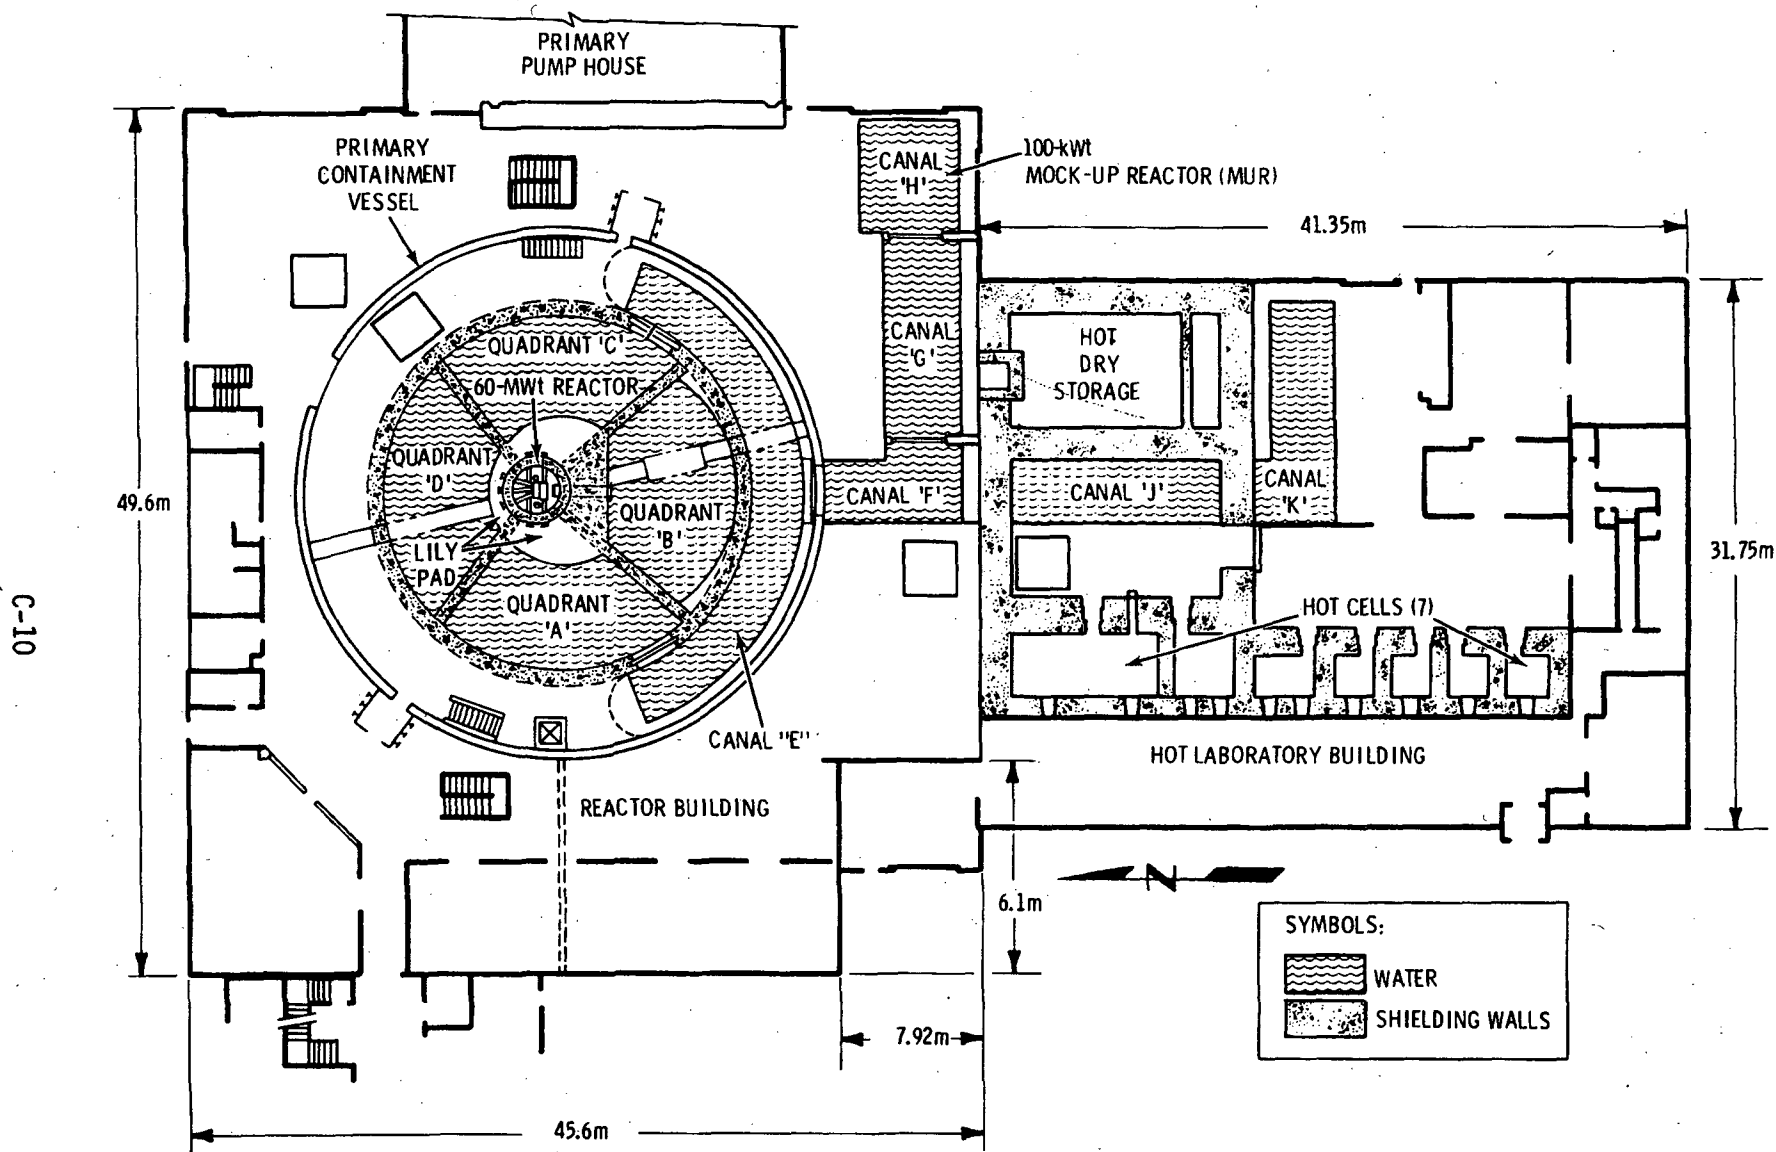 PRIMARY
PUMP HOUSE
PRIMARY
CONTAINMENT
VESSEL
CANAL
'H'
100-kWt
MOCK-UP REACTOR (MUR)
41.35m
QUADRANT 'C'
60-MWt REACTOR
CANAL
'G'
HOT
DRY
STORAGE
QUADRANT
'D'
49.6m
CANAL 'F'
CANAL 'J'
CANAL
'K'
QUADRANT
'B'
LILY
PAD
31.75m
QUADRANT
'A'
HOT CELLS (7)
C-10
CANAL "E"
HOT LABORATORY BUILDING
REACTOR BUILDING
N
6.1m
SYMBOLS:
WATER
SHIELDING WALLS
7.92m
45.6m